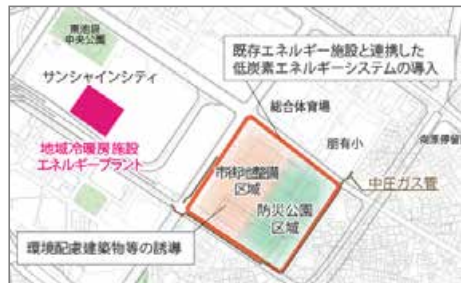 東池袋
中央公園
サンシャインシティ
地域冷暖房施設
エネルギープラント
既存エネルギー施設と連携した
低炭素エネルギーシステムの導入
総合体育場
朋有小
中圧ガス管
市街地整備
区域
防災公園
区域
環境配慮建築物等の誘導